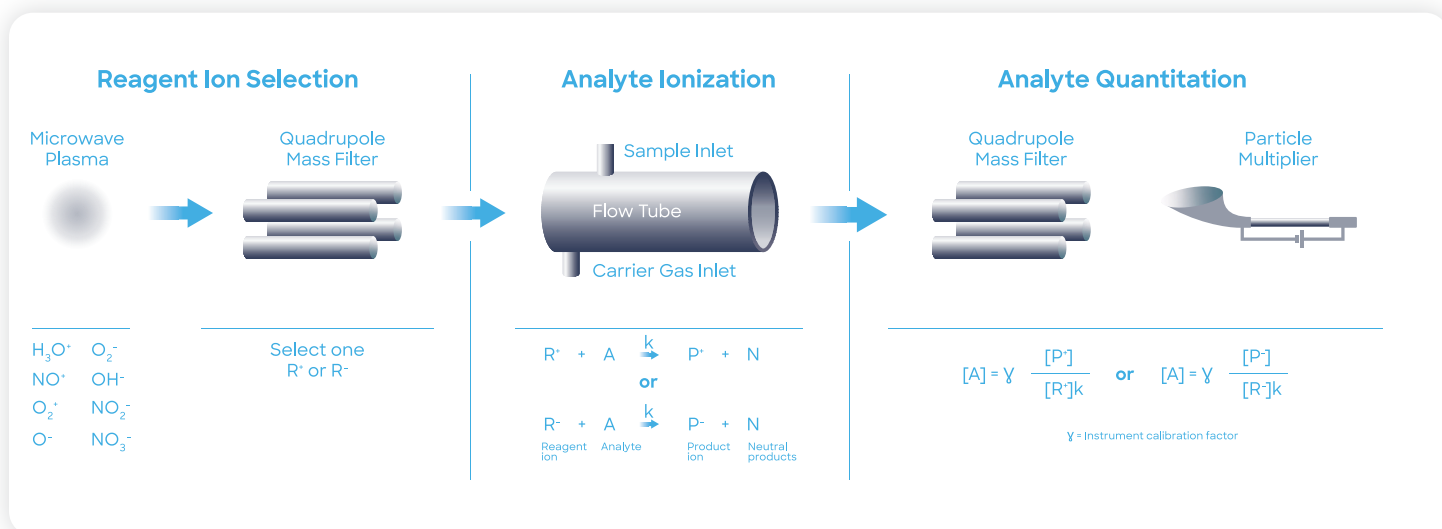 Reagent Ion Selection
Microwave
Plasma
Quadrupole
Mass Filter
H₃O⁺ O₂⁻
NO⁺ OH⁻
O₂⁺ NO₂⁻
O⁻ NO₃⁻
Select one
R⁺ or R⁻
Analyte Ionization
Sample Inlet
Flow Tube
Carrier Gas Inlet
k
R⁺ + A P⁺ + N
or
k
R⁻ + A P⁻ + N
Reagent ion Analyte Product ion Neutral products
Analyte Quantitation
Quadrupole
Mass Filter
Particle
Multiplier
[P⁺]
[A] = Ɣ
[R⁺]k
or
[P⁻]
[A] = Ɣ
[R⁻]k
Ɣ = Instrument calibration factor